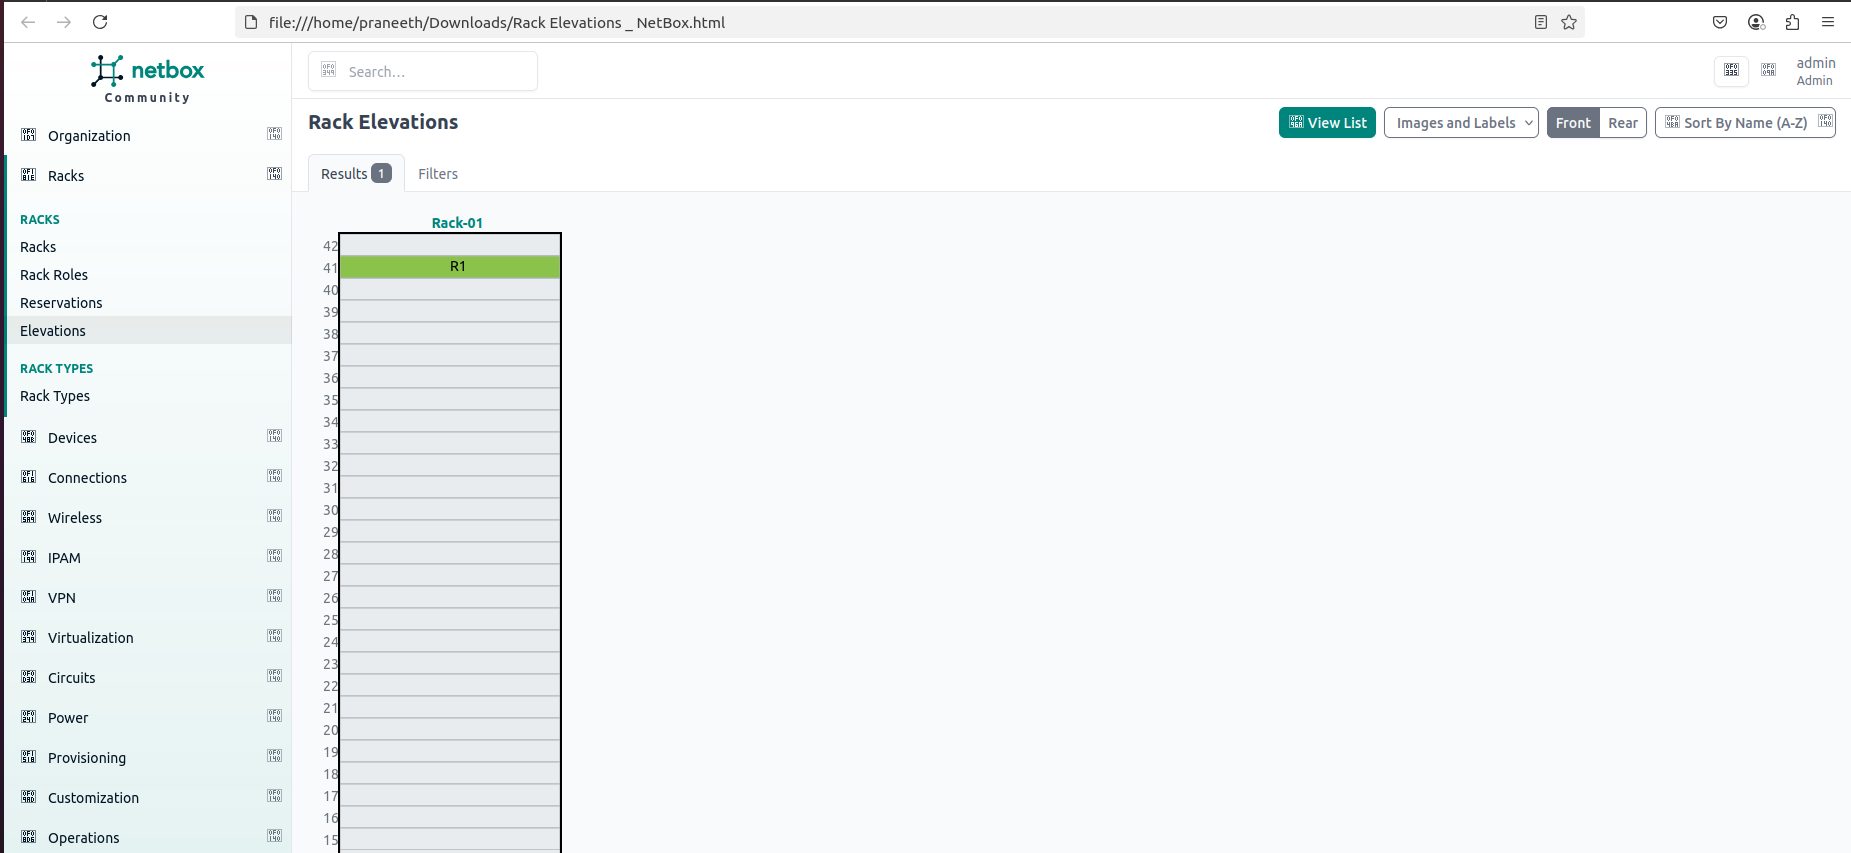 file:///home/praneeth/Downloads/Rack Elevations _ NetBox.html
netbox
Community
Search...
admin
Admin
Organization
Racks
RACKS
Racks
Rack Roles
Reservations
Elevations
RACK TYPES
Rack Types
Devices
Connections
Wireless
IPAM
VPN
Virtualization
Circuits
Power
Provisioning
Customization
Operations
Rack Elevations
View List
Images and Labels
Front
Rear
Sort By Name (A-Z)
Results 1
Filters
Rack-01
42
41 R1
40
39
38
37
36
35
34
33
32
31
30
29
28
27
26
25
24
23
22
21
20
19
18
17
16
15